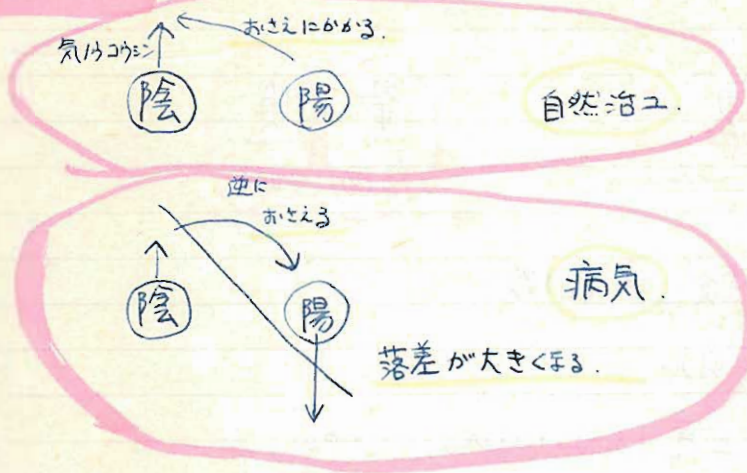 おさえにかかる.
気ノウコウシン
陰 陽
自然治ユ.
逆に
おさえる
陰 陽
病気.
落差が大きくなる.